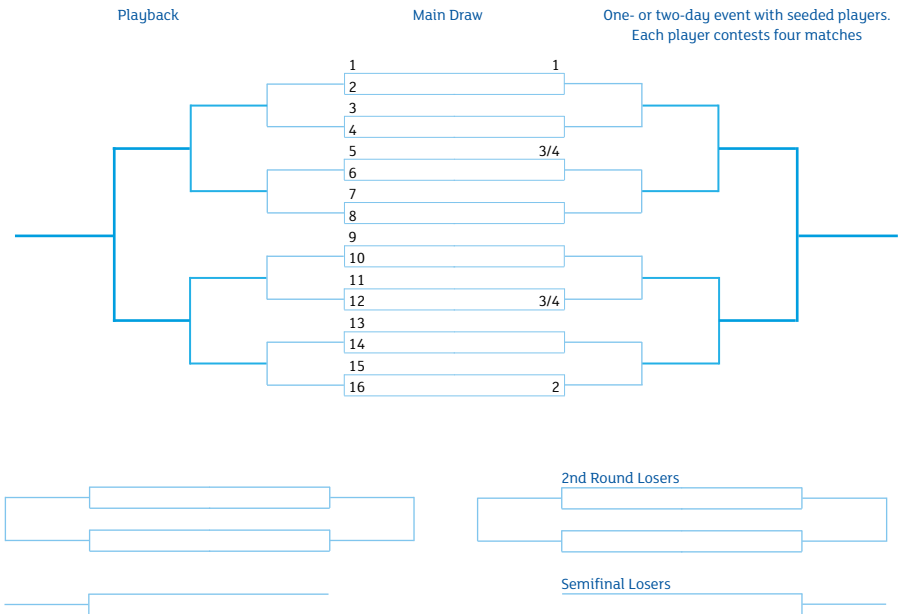 Playback
Main Draw
One- or two-day event with seeded players.
Each player contests four matches
1 1
2
3
4
5 3/4
6
7
8
9
10
11
12 3/4
13
14
15
16 2
2nd Round Losers
Semifinal Losers